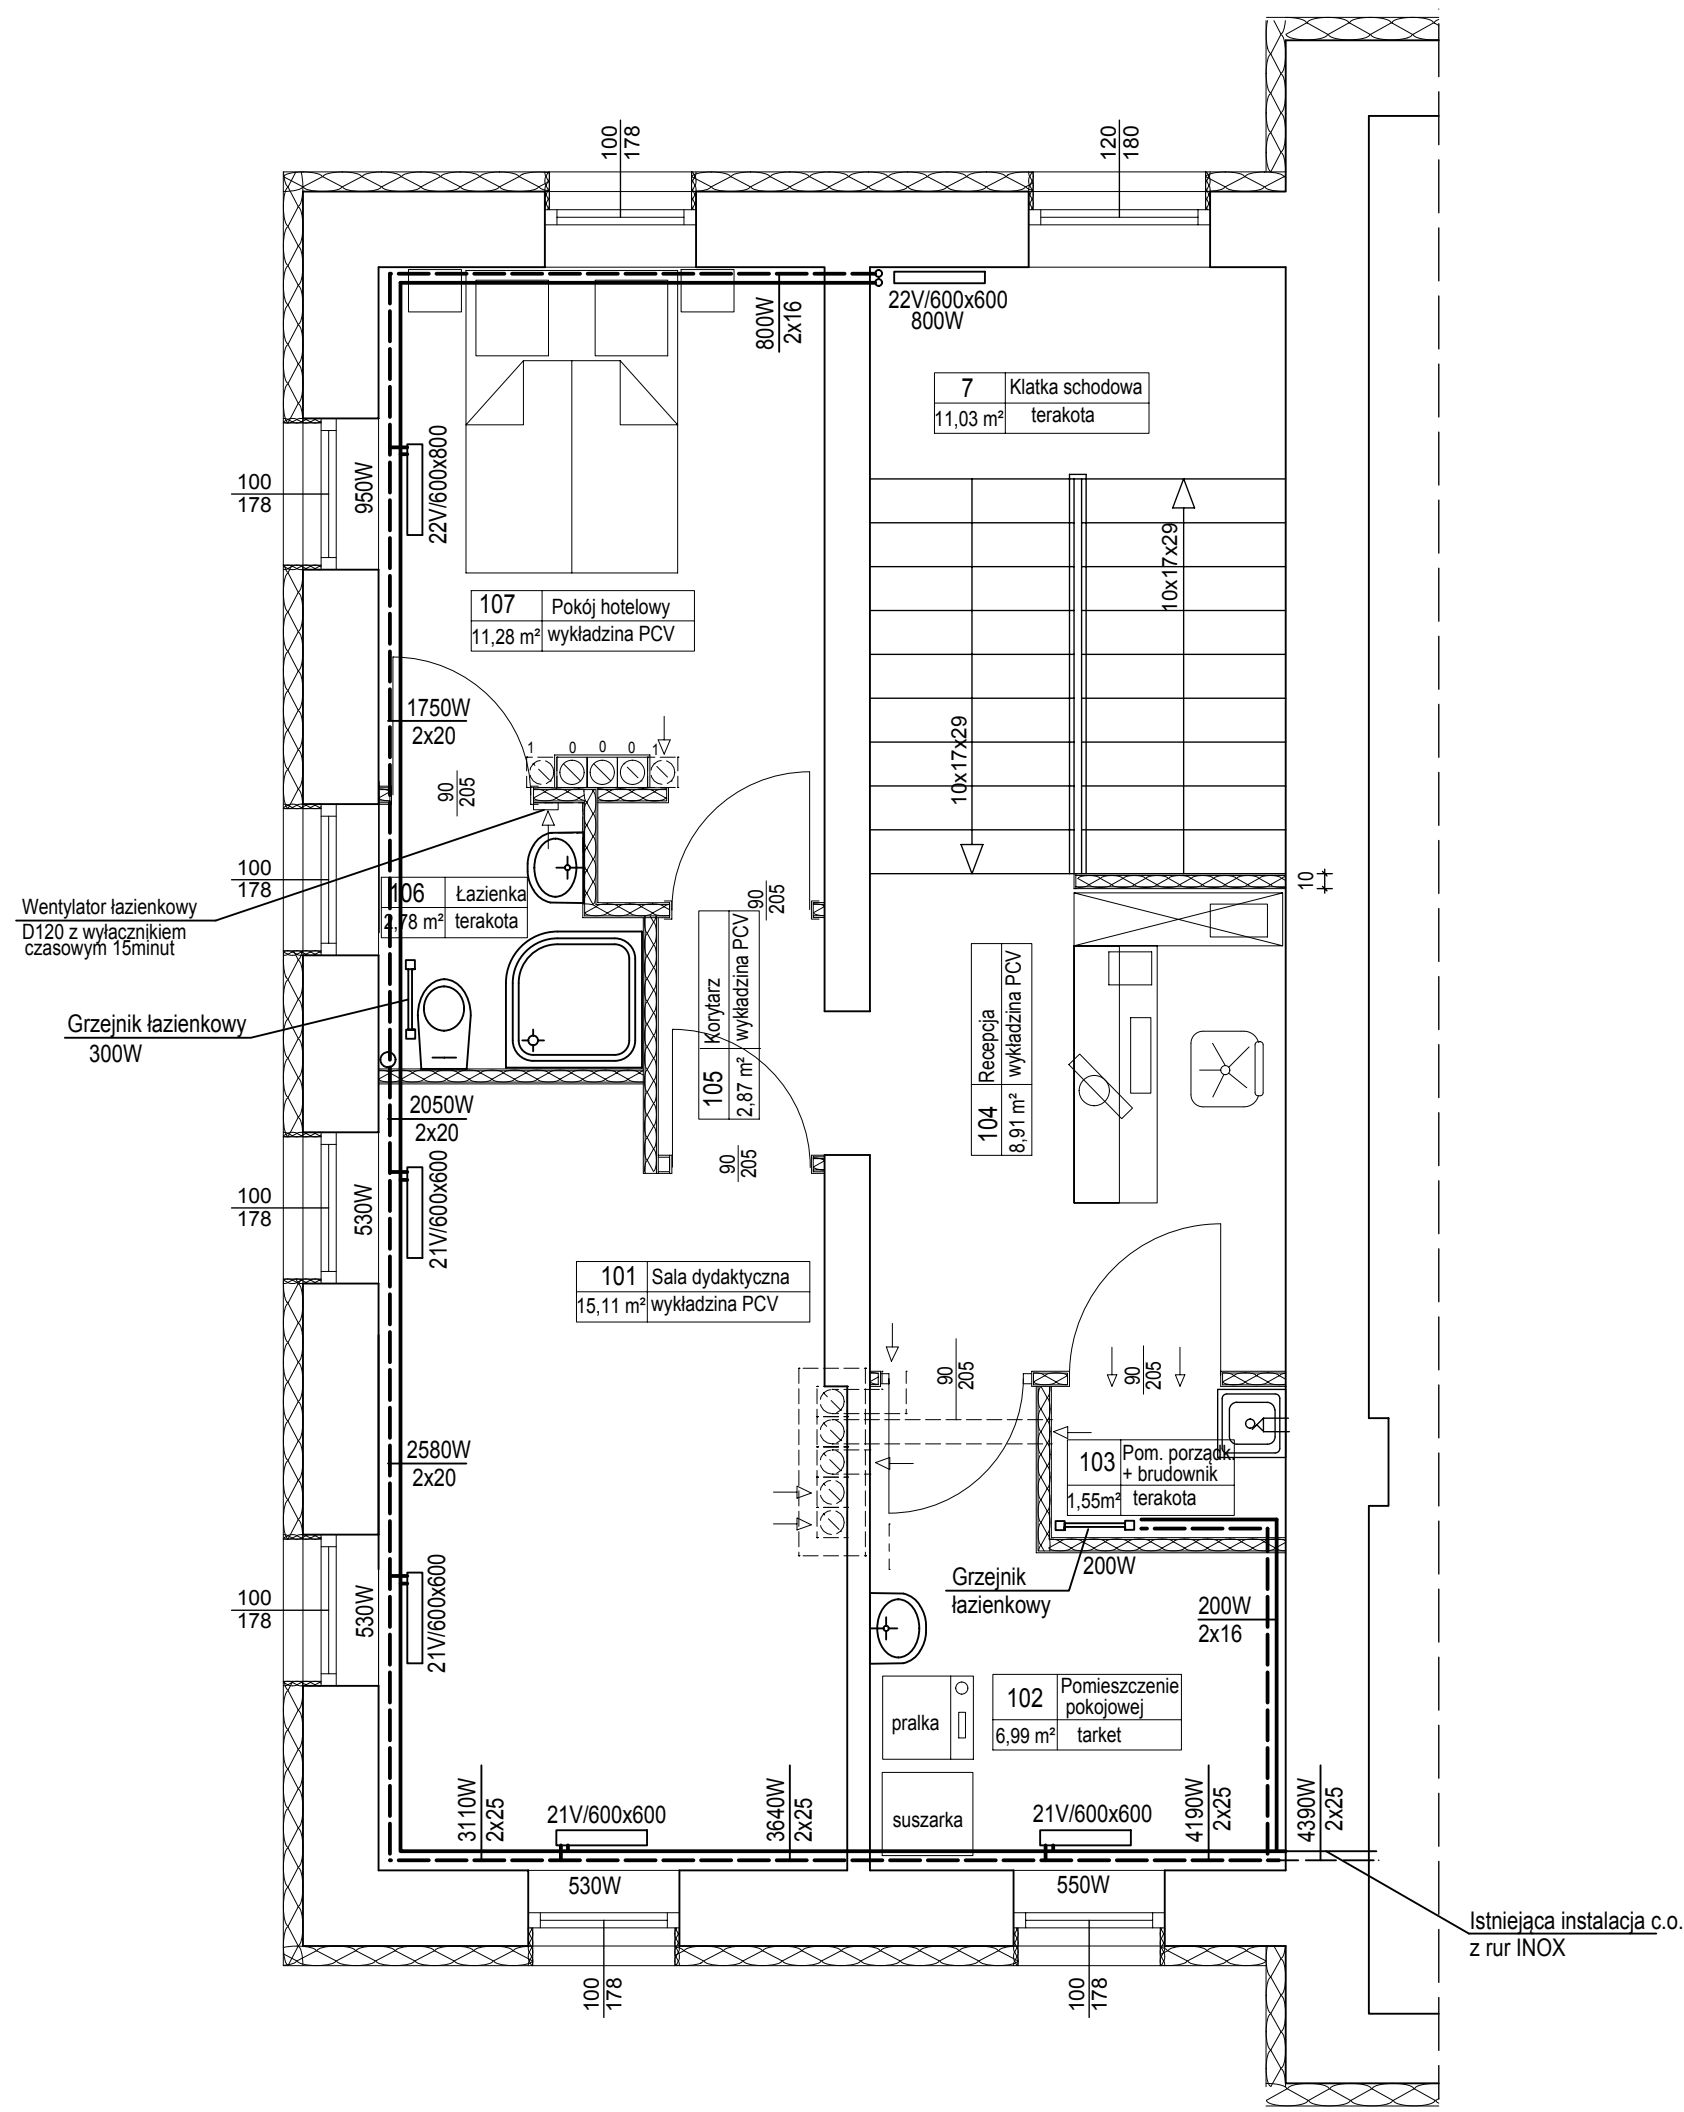 100
178
120
180
800W
2x16
22V/600x600
800W
7
Klatka schodowa
11,03 m²
terakota
100
178
950W
22V/600x800
10x17x29
10x17x29
107
Pokój hotelowy
11,28 m²
wykładzina PCV
1750W
2x20
1
0
0
0
1
90
205
100
178
106
Łazienka
2,78 m²
terakota
Wentylator łazienkowy
D120 z wyłacznikiem
czasowym 15minut
90
205
10
105
Korytarz
2,87 m²
wykładzina PCV
104
Recepcja
8,91 m²
wykładzina PCV
Grzejnik łazienkowy
300W
2050W
2x20
90
205
100
178
530W
21V/600x600
101
Sala dydaktyczna
15,11 m²
wykładzina PCV
90
205
90
205
2580W
2x20
103
Pom. porządk.
+ brudownik
1,55m²
terakota
100
178
530W
21V/600x600
Grzejnik
łazienkowy
200W
200W
2x16
102
Pomieszczenie
pokojowej
6,99 m²
tarket
pralka
suszarka
3110W
2x25
21V/600x600
3640W
2x25
21V/600x600
4190W
2x25
4390W
2x25
530W
550W
Istniejąca instalacja c.o.
z rur INOX
100
178
100
178